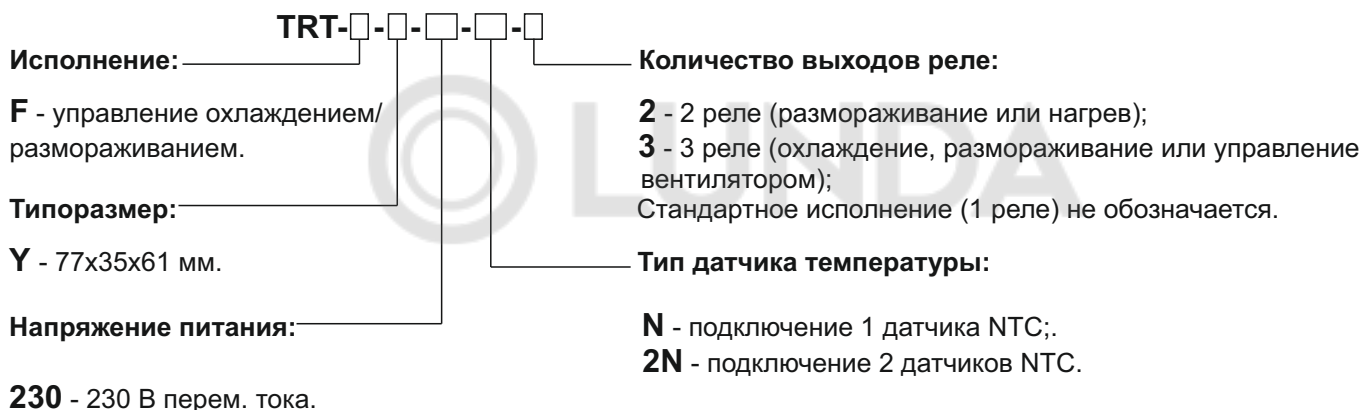 TRT-□-□-□-□-□
Исполнение:
F - управление охлаждением/
размораживанием.
Типоразмер:
Y - 77x35x61 мм.
Напряжение питания:
230 - 230 В перем. тока.
Количество выходов реле:
2 - 2 реле (размораживание или нагрев);
3 - 3 реле (охлаждение, размораживание или управление
вентилятором);
Стандартное исполнение (1 реле) не обозначается.
Тип датчика температуры:
N - подключение 1 датчика NTC;.
2N - подключение 2 датчиков NTC.
LUNDA